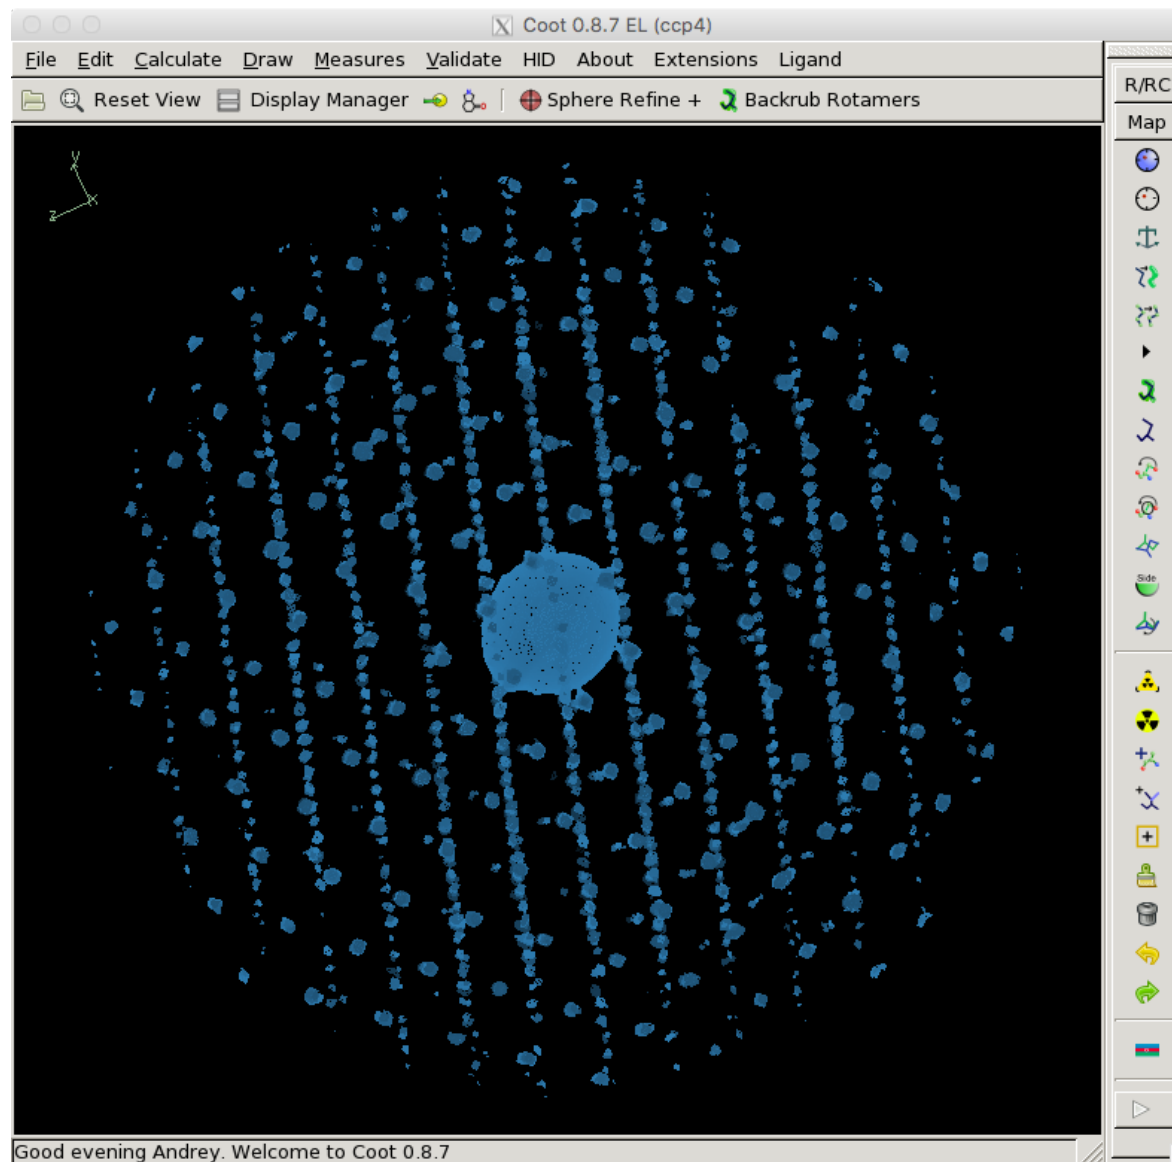 Coot 0.8.7 EL (ccp4)
File Edit Calculate Draw Measures Validate HID About Extensions Ligand
Reset View Display Manager Sphere Refine + Backrub Rotamers
R/RC
Map
y
x
z
Side
Good evening Andrey. Welcome to Coot 0.8.7